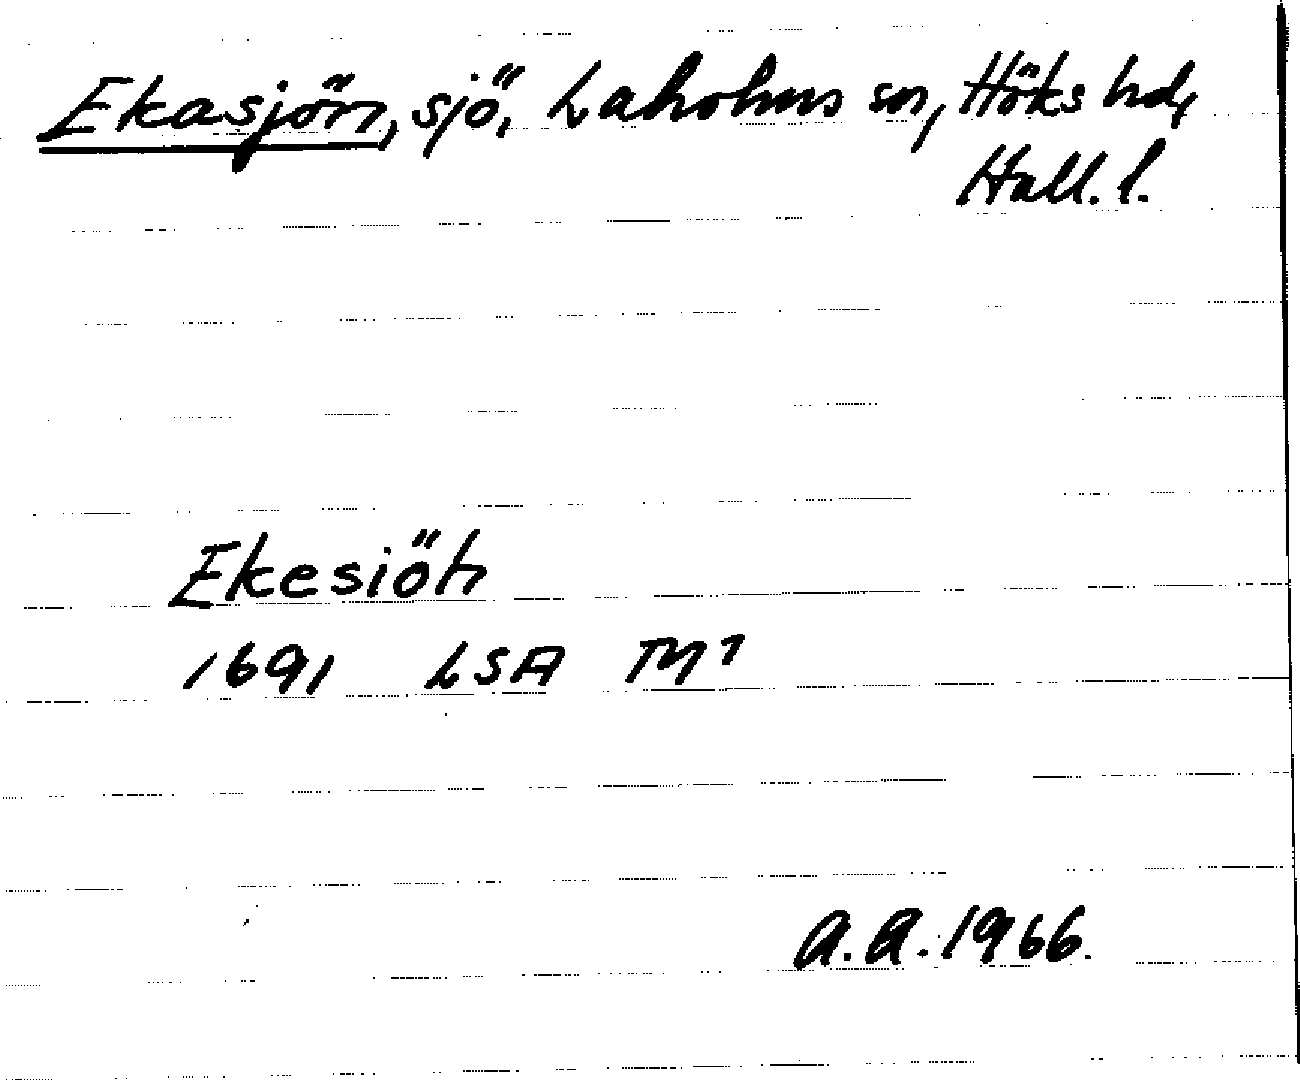 Ekasjön, sjö, Laholms sn, Höks hd,
Hall. l.
Ekesiöh
1691 LSA M1
A.A. 1966.